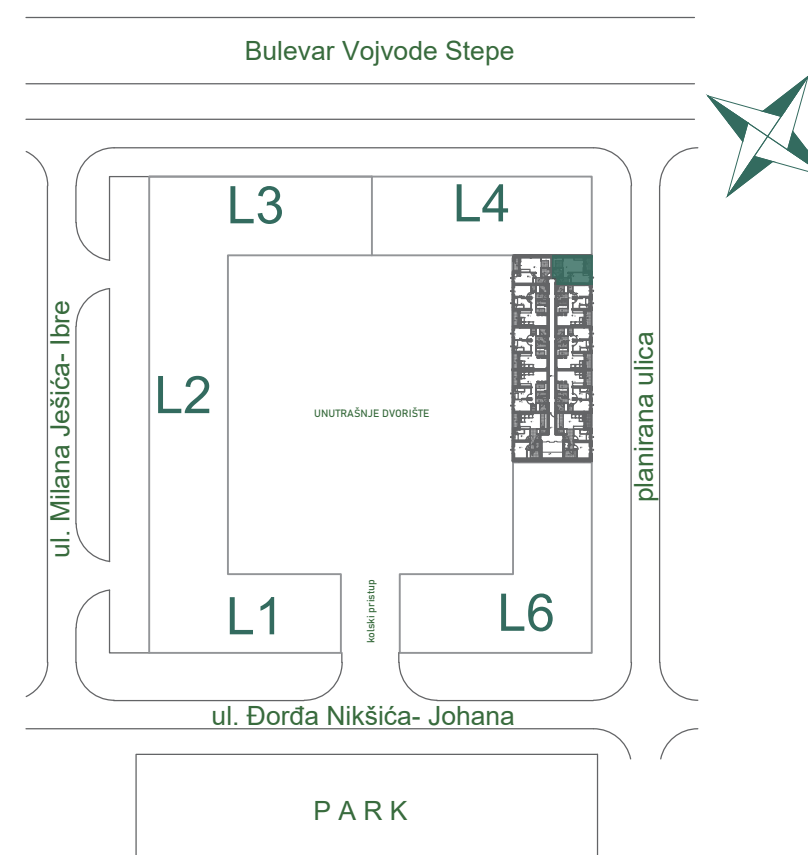 Bulevar Vojvode Stepe
L3
L4
ul. Milana Ješića- Ibre
L2
UNUTRAŠNJE DVORIŠTE
planirana ulica
L1
kolski pristup
L6
ul. Đorđa Nikšića- Johana
PARK